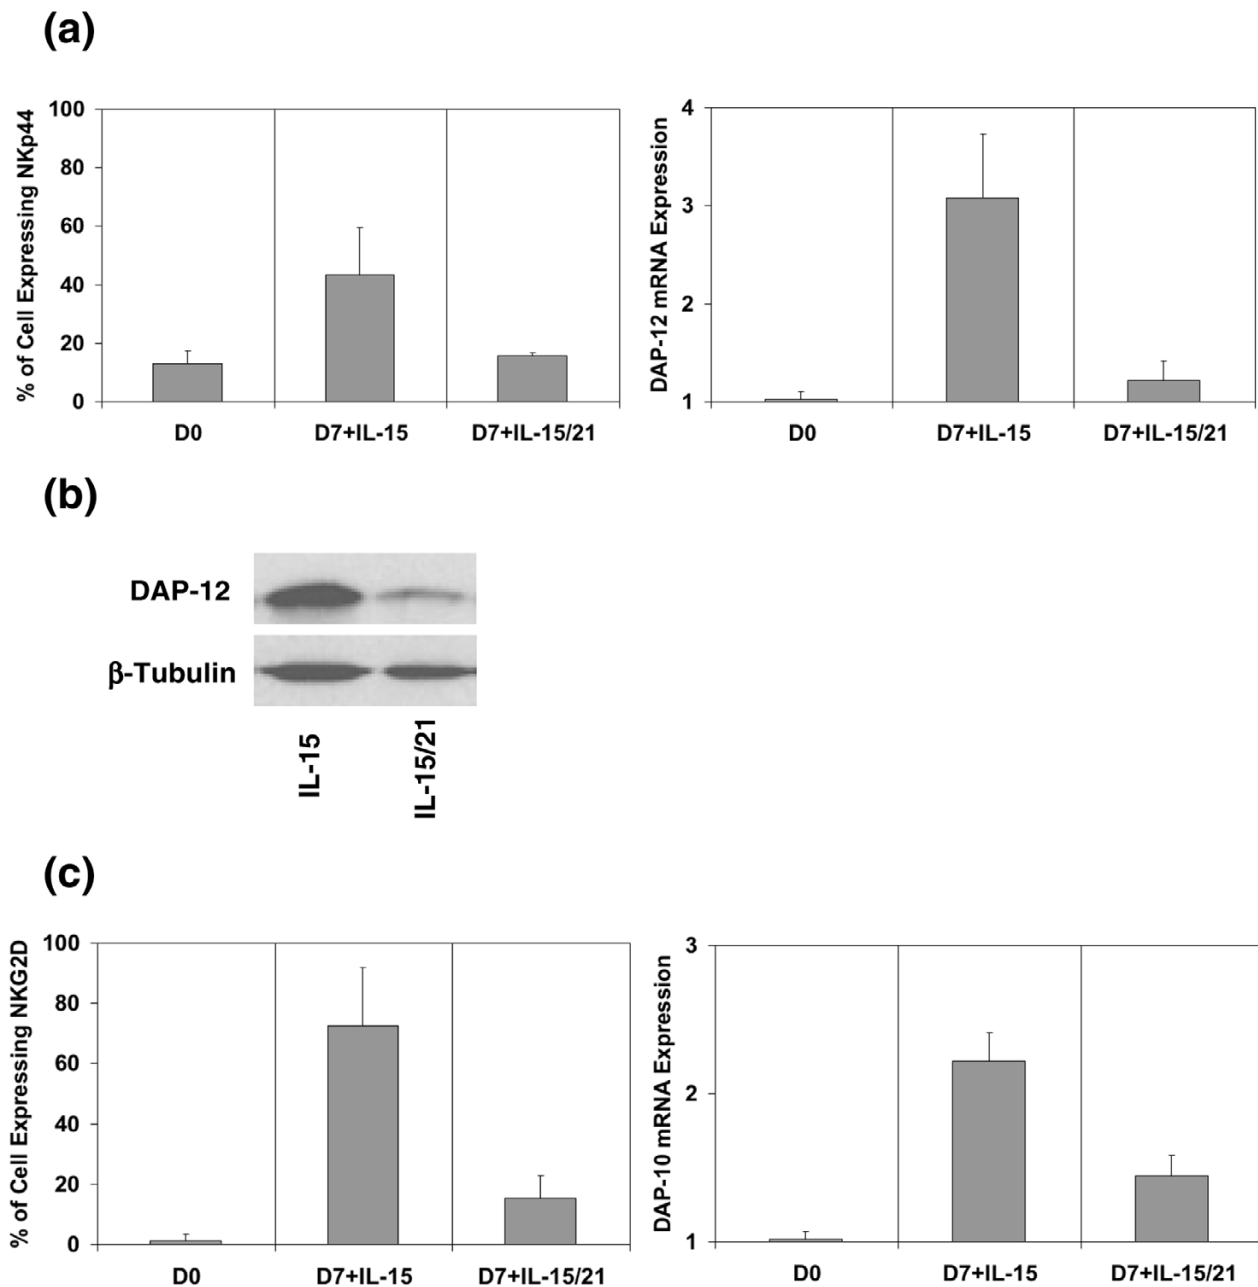 (a)
% of Cell Expressing NKp44
100
80
60
40
20
0
D0 D7+IL-15 D7+IL-15/21
DAP-12 mRNA Expression
4
3
2
1
D0 D7+IL-15 D7+IL-15/21
(b)
DAP-12
β-Tubulin
IL-15
IL-15/21
(c)
% of Cell Expressing NKG2D
100
80
60
40
20
0
D0 D7+IL-15 D7+IL-15/21
DAP-10 mRNA Expression
3
2
1
D0 D7+IL-15 D7+IL-15/21